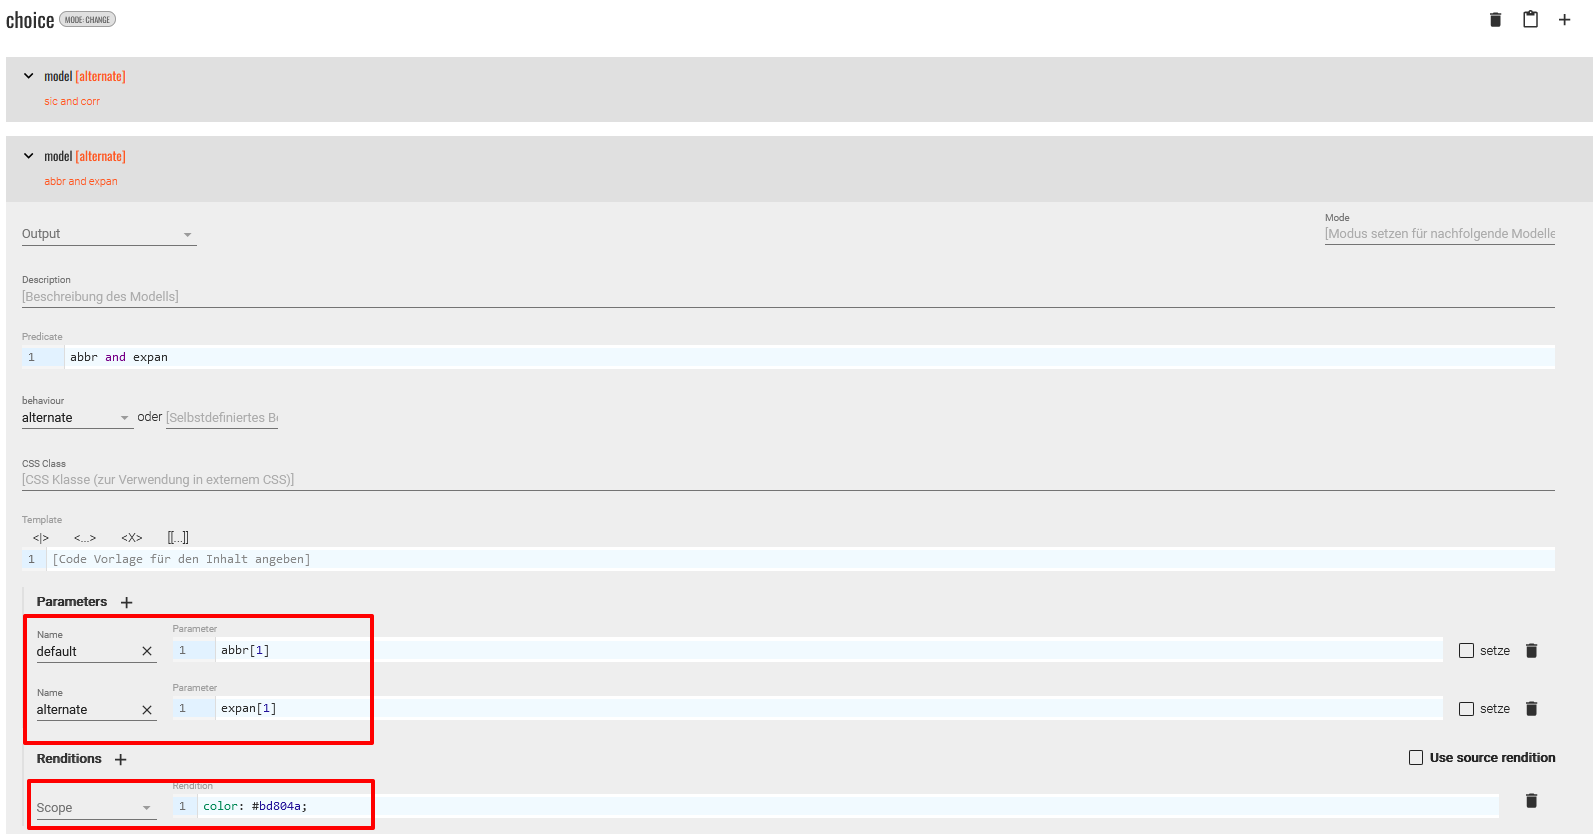 choice MODE: CHANGE
model [alternate]
sic and corr
model [alternate]
abbr and expan
Output
Mode
[Modus setzen für nachfolgende Modelle
Description
[Beschreibung des Modells]
Predicate
1 abbr and expan
behaviour
alternate oder [Selbstdefiniertes Be
CSS Class
[CSS Klasse (zur Verwendung in externem CSS)]
Template
<|> <...> <X> [[...]]
1 [Code Vorlage für den Inhalt angeben]
Parameters +
Name Parameter
default 1 abbr[1] setze
Name Parameter
alternate 1 expan[1] setze
Renditions + Use source rendition
Rendition
Scope 1 color: #bd804a;